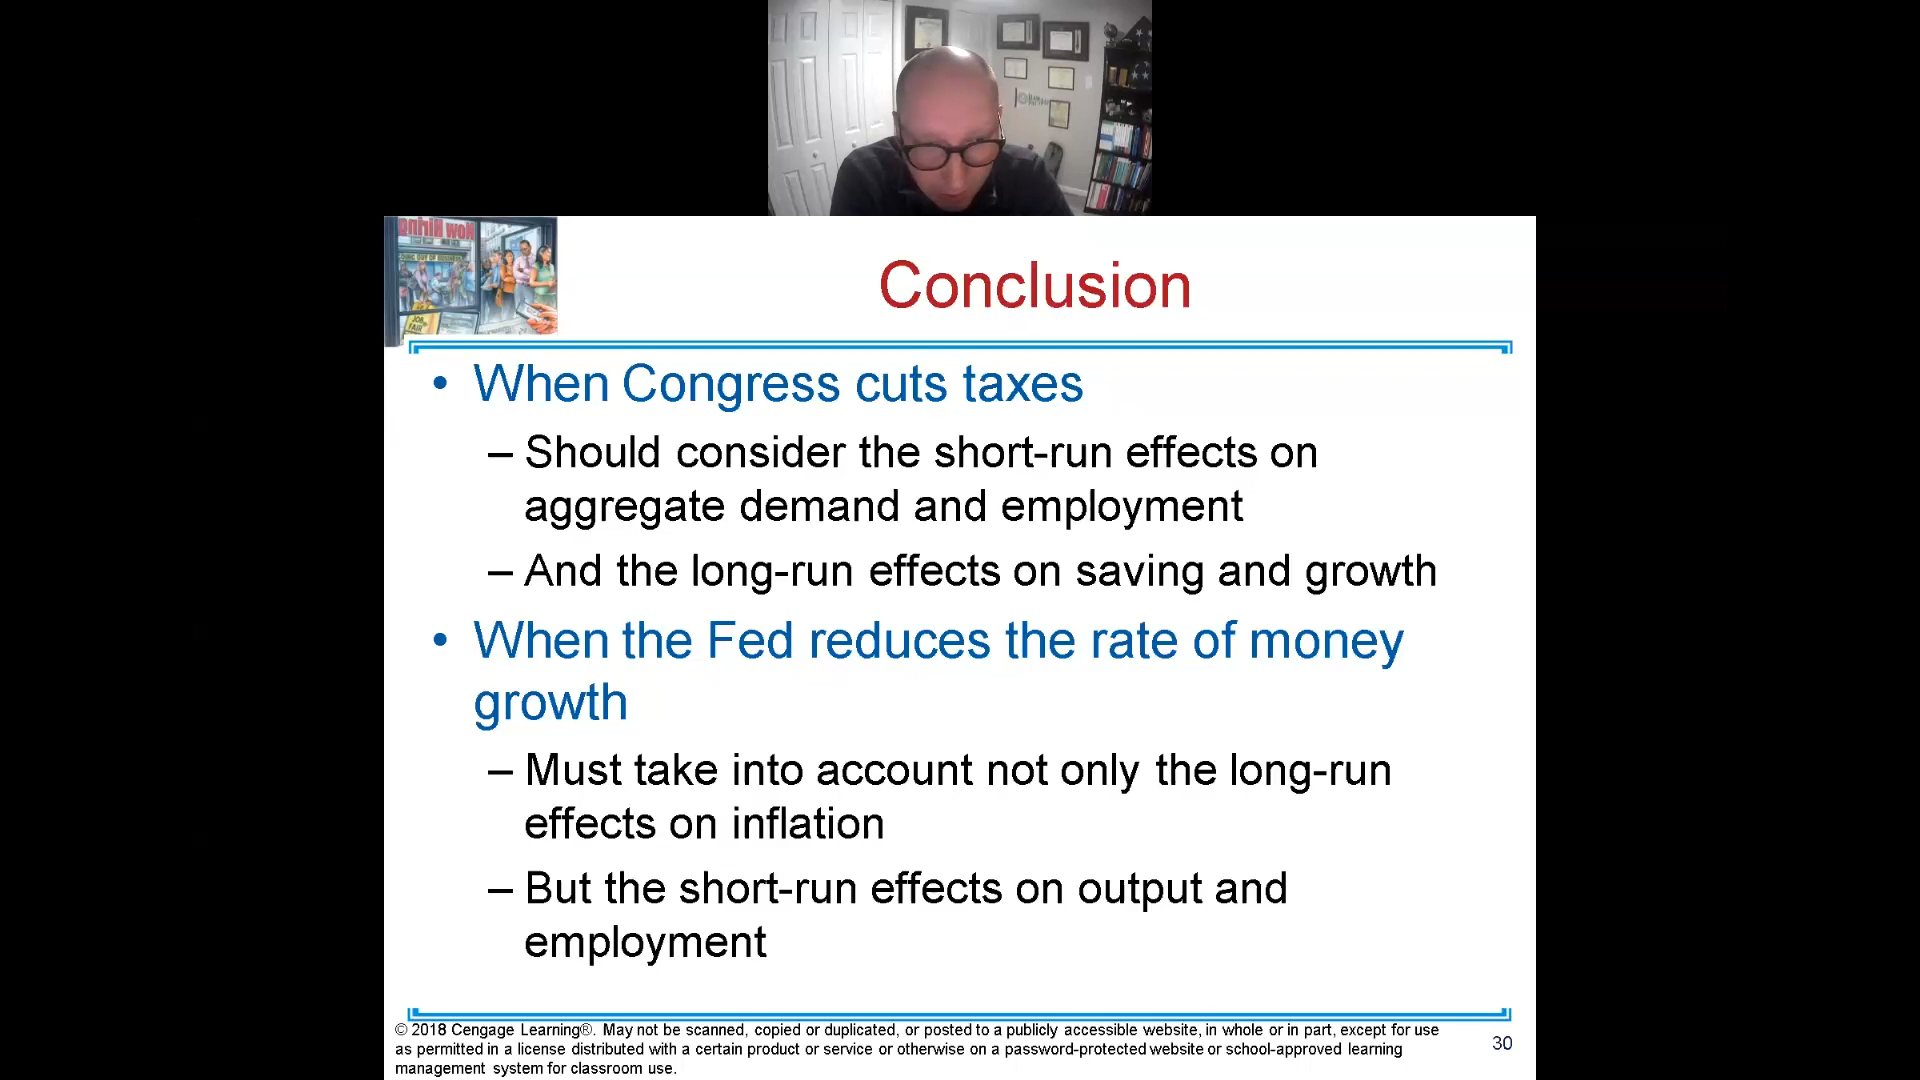 Now Hiring
JOB
FAIR
Conclusion
• When Congress cuts taxes
– Should consider the short-run effects on
aggregate demand and employment
– And the long-run effects on saving and growth
• When the Fed reduces the rate of money
growth
– Must take into account not only the long-run
effects on inflation
– But the short-run effects on output and
employment
© 2018 Cengage Learning®. May not be scanned, copied or duplicated, or posted to a publicly accessible website, in whole or in part, except for use
as permitted in a license distributed with a certain product or service or otherwise on a password-protected website or school-approved learning
management system for classroom use.
30